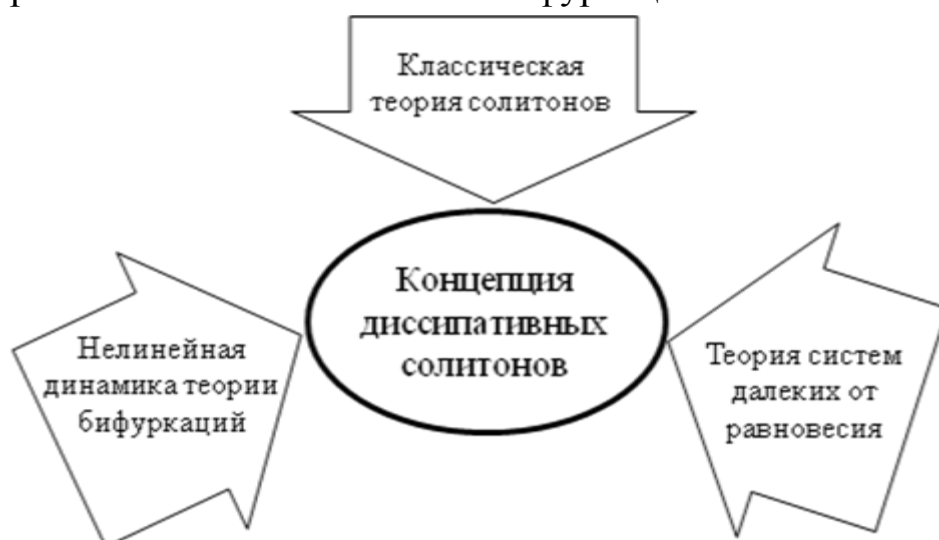 Классическая
теория солитонов
Концепция
диссипативных
солитонов
Нелинейная
динамика теории
бифуркаций
Теория систем
далеких от
равновесия